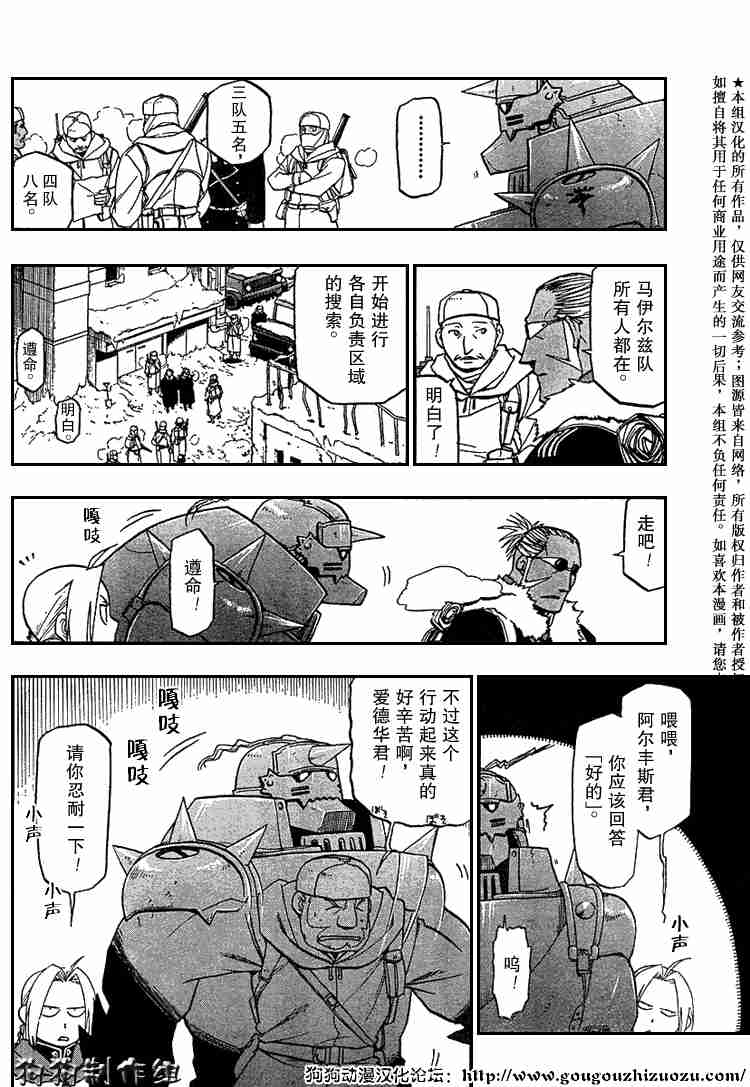 ………
三队五名，
四队
八名。
马伊尔兹队
所有人都在。
明白了！
开始进行
各自负责区域
的搜索。
遵命。
明白。
走吧！
遵命！
嘎吱
喂喂，
阿尔丰斯君，
你应该回答
「好的」。
小声
呜！
不过这个
行动起来真的
好辛苦啊，
爱德华君！
ぼそ
ぼそ
嘎吱
嘎吱
请你忍耐一下！
小声
小声
★本组汉化的所有作品，仅供网友交流参考；图源皆来自网络，所有版权归作者和被作者授
如擅自将其用于任何商业用途而产生的一切后果，本组不负任何责任。如喜欢本漫画，请您
狗狗制作组
狗狗动漫汉化论坛：http://www.gougouzhizuozu.com